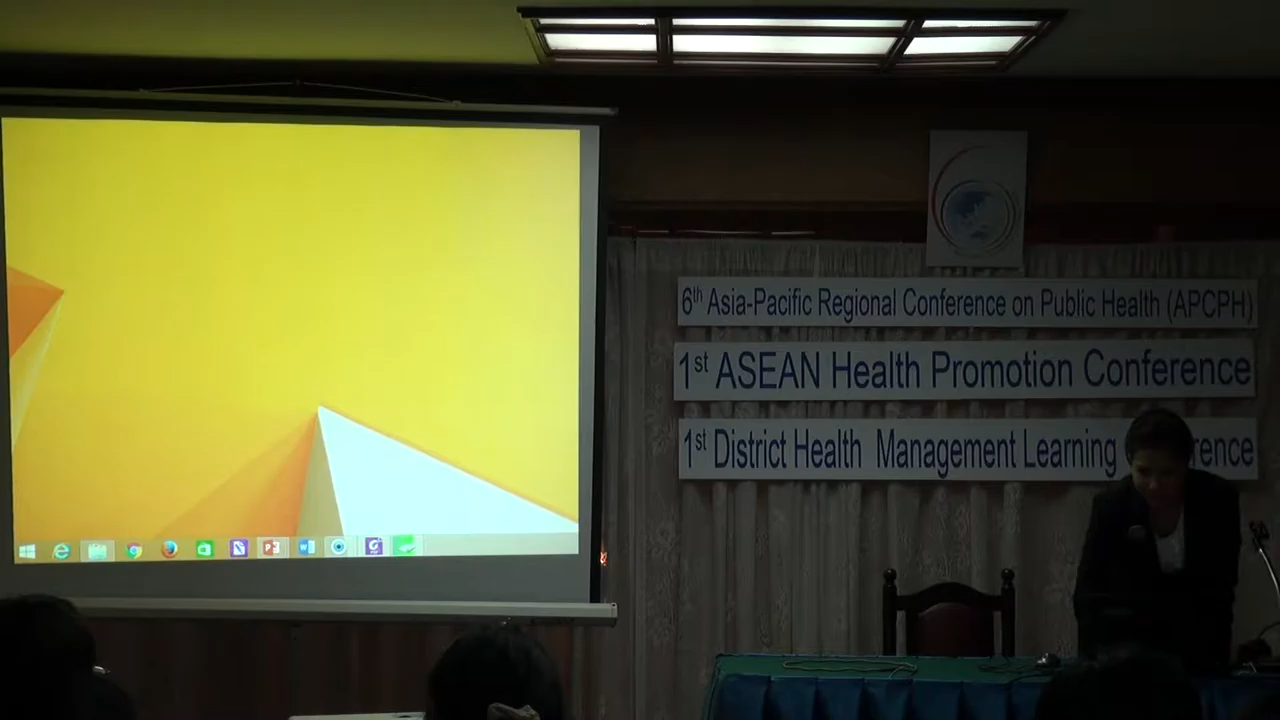 6th Asia-Pacific Regional Conference on Public Health (APCPH)
1st ASEAN Health Promotion Conference
1st District Health Management Learning